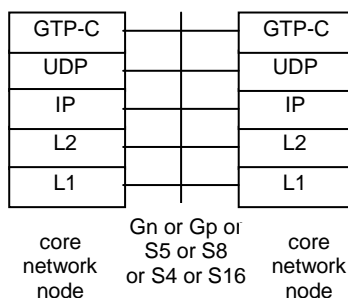 GTP-C
GTP-C
UDP
UDP
IP
IP
L2
L2
L1
L1
Gn or Gp or
S5 or S8
or S4 or S16
core
network
node
core
network
node